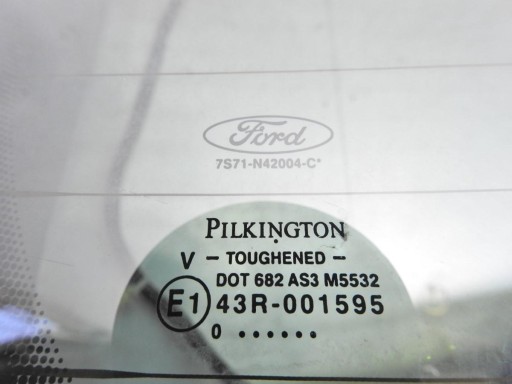 Ford
7S71-N42004-C*
PILKINGTON
V - TOUGHENED -
DOT 682 AS3 M5532
E1 43R-001595
0 ••••••